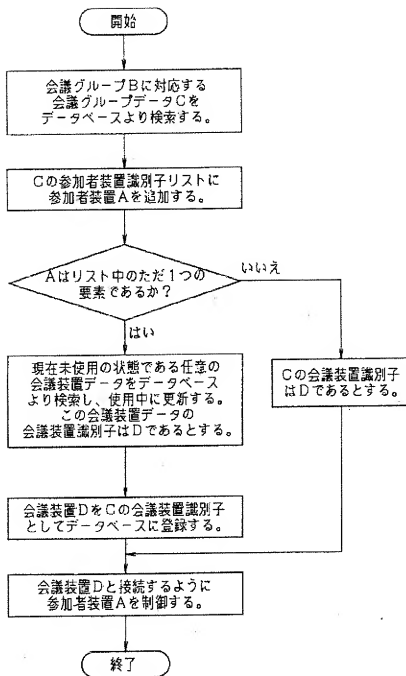 開始
会議グループBに対応する
会議グループデータCを
データベースより検索する。
Cの参加者装置識別子リストに
参加者装置Aを追加する。
Aはリスト中のただ1つの
要素であるか？
いいえ
はい
現在未使用の状態である任意の
会議装置データをデータベース
より検索し、使用中に更新する。
この会議装置データの
会議装置識別子はDであるとする。
Cの会議装置識別子
はDであるとする。
会議装置DをCの会議装置識別子
としてデータベースに登録する。
会議装置Dと接続するように
参加者装置Aを制御する。
終了